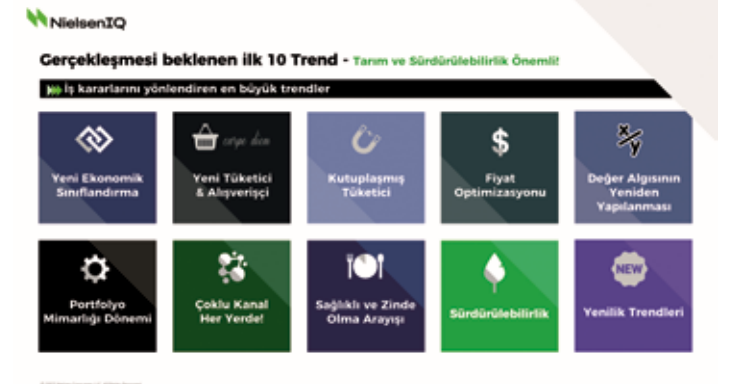 NielsenIQ
Gerçekleşmesi beklenen ilk 10 Trend - Tarım ve Sürdürülebilirlik Önemli!
İş kararlarını yönlendiren en büyük trendler
Yeni Ekonomik
Sınıflandırma
carpe diem
Yeni Tüketici
& Alışverişçi
Kutuplaşmış
Tüketici
$
Fiyat
Optimizasyonu
x/y
Değer Algısının
Yeniden
Yapılanması
Portfolyo
Mimarlığı Dönemi
Çoklu Kanal
Her Yerde!
Sağlıklı ve Zinde
Olma Arayışı
Sürdürülebilirlik
NEW
Yenilik Trendleri